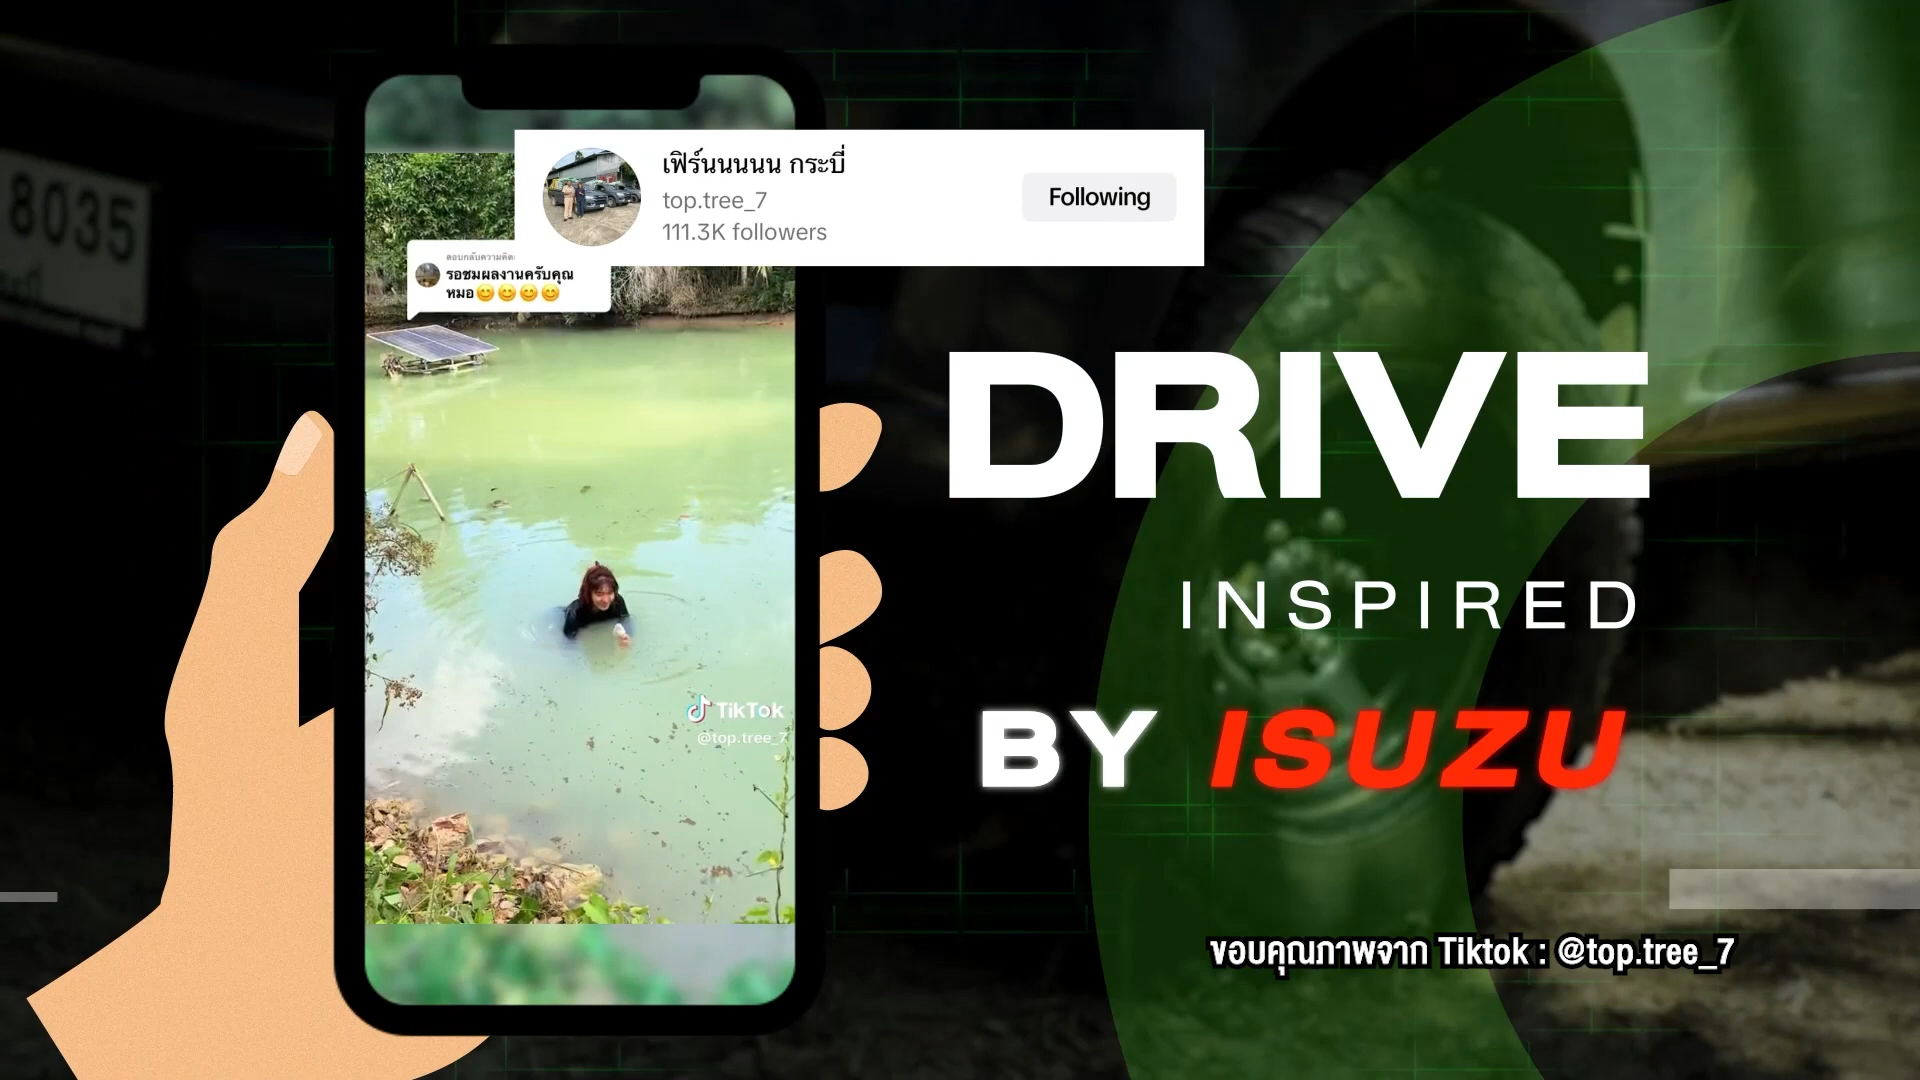 8035
เฟิร์นนนนน กระบี่
top.tree_7
111.3K followers
Following
รอชมผลงานครับคุณ
หมอ😊😊😊😊
TikTok
@top.tree_7
DRIVE
INSPIRED
BY ISUZU
ขอบคุณภาพจาก Tiktok : @top.tree_7